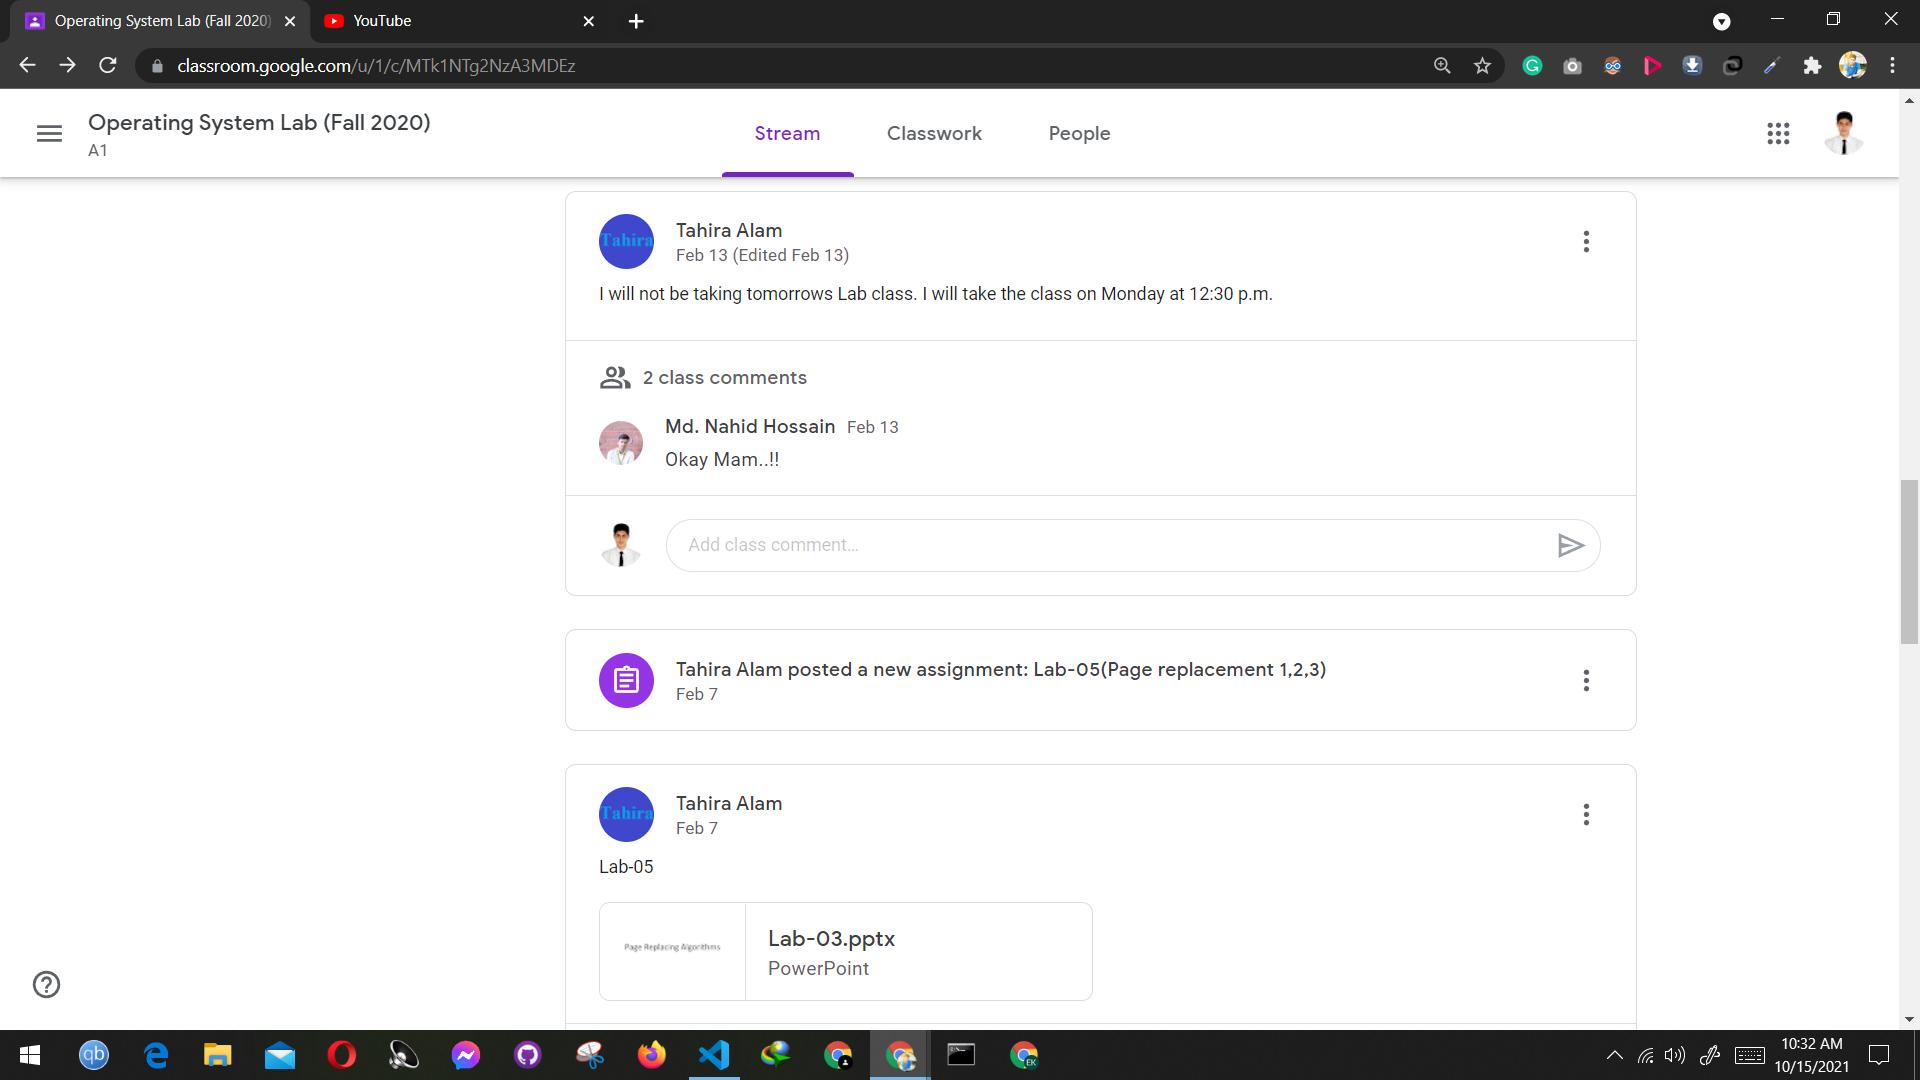 Operating System Lab (Fall 2020)
YouTube
classroom.google.com/u/1/c/MTk1NTg2NzA3MDEz
Operating System Lab (Fall 2020)
A1
Stream
Classwork
People
Tahira
Tahira Alam
Feb 13 (Edited Feb 13)
I will not be taking tomorrows Lab class. I will take the class on Monday at 12:30 p.m.
2 class comments
Md. Nahid Hossain Feb 13
Okay Mam..!!
Add class comment...
Tahira Alam posted a new assignment: Lab-05(Page replacement 1,2,3)
Feb 7
Tahira
Tahira Alam
Feb 7
Lab-05
Page Replacing Algorithms
Lab-03.pptx
PowerPoint
qb
EK
10:32 AM
10/15/2021